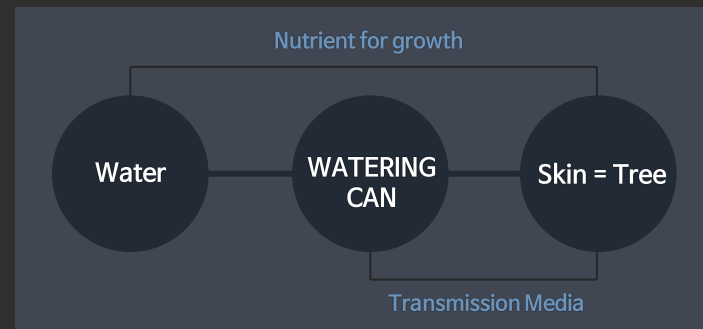 Nutrient for growth
Water
WATERING
CAN
Skin = Tree
Transmission Media